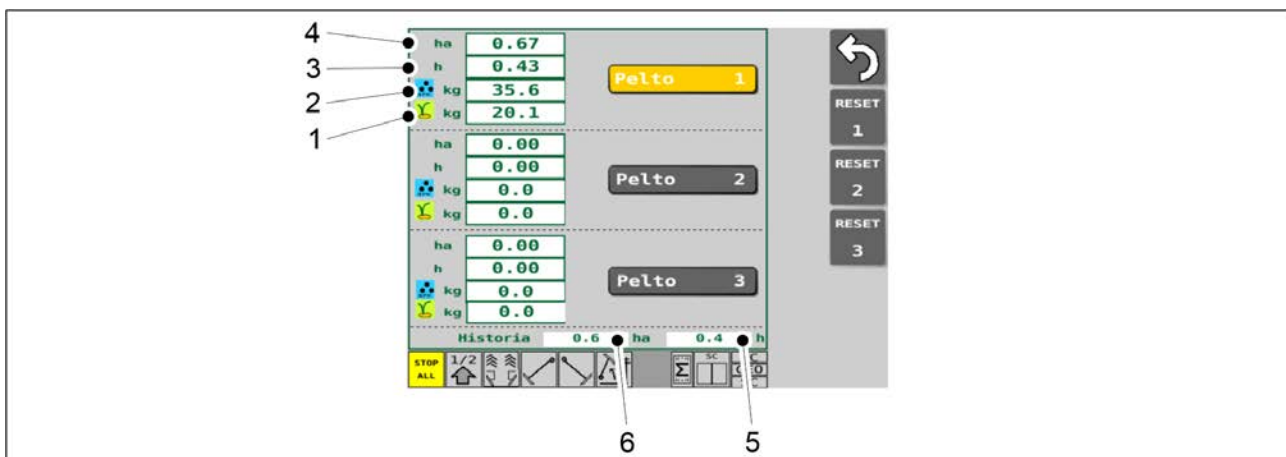 4 ha 0.67
3 h 0.43
2 kg 35.6
1 kg 20.1
Pelto 1
ha 0.00
h 0.00
kg 0.0
kg 0.0
Pelto 2
ha 0.00
h 0.00
kg 0.0
kg 0.0
Pelto 3
Historia 0.6 ha 0.4 h
RESET
1
RESET
2
RESET
3
STOP
ALL
1/2
Σ
SC
6 5